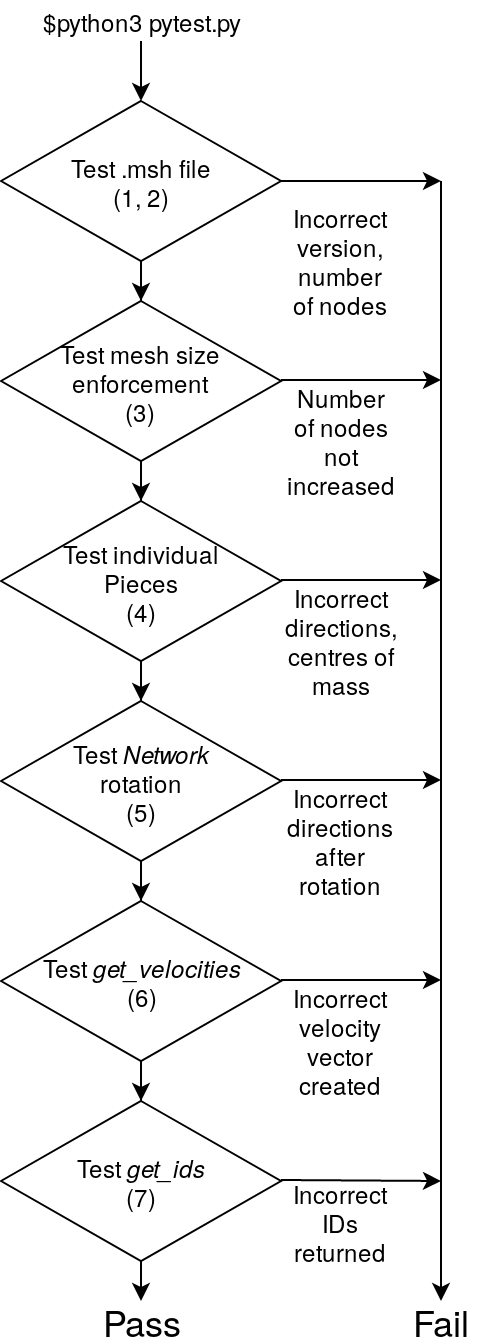 $python3 pytest.py
Test .msh file
(1, 2)
Incorrect
version,
number
of nodes
Test mesh size
enforcement
(3)
Number
of nodes
not
increased
Test individual
Pieces
(4)
Incorrect
directions,
centres of
mass
Test Network
rotation
(5)
Incorrect
directions
after
rotation
Test get_velocities
(6)
Incorrect
velocity
vector
created
Test get_ids
(7)
Incorrect
IDs
returned
Pass
Fail